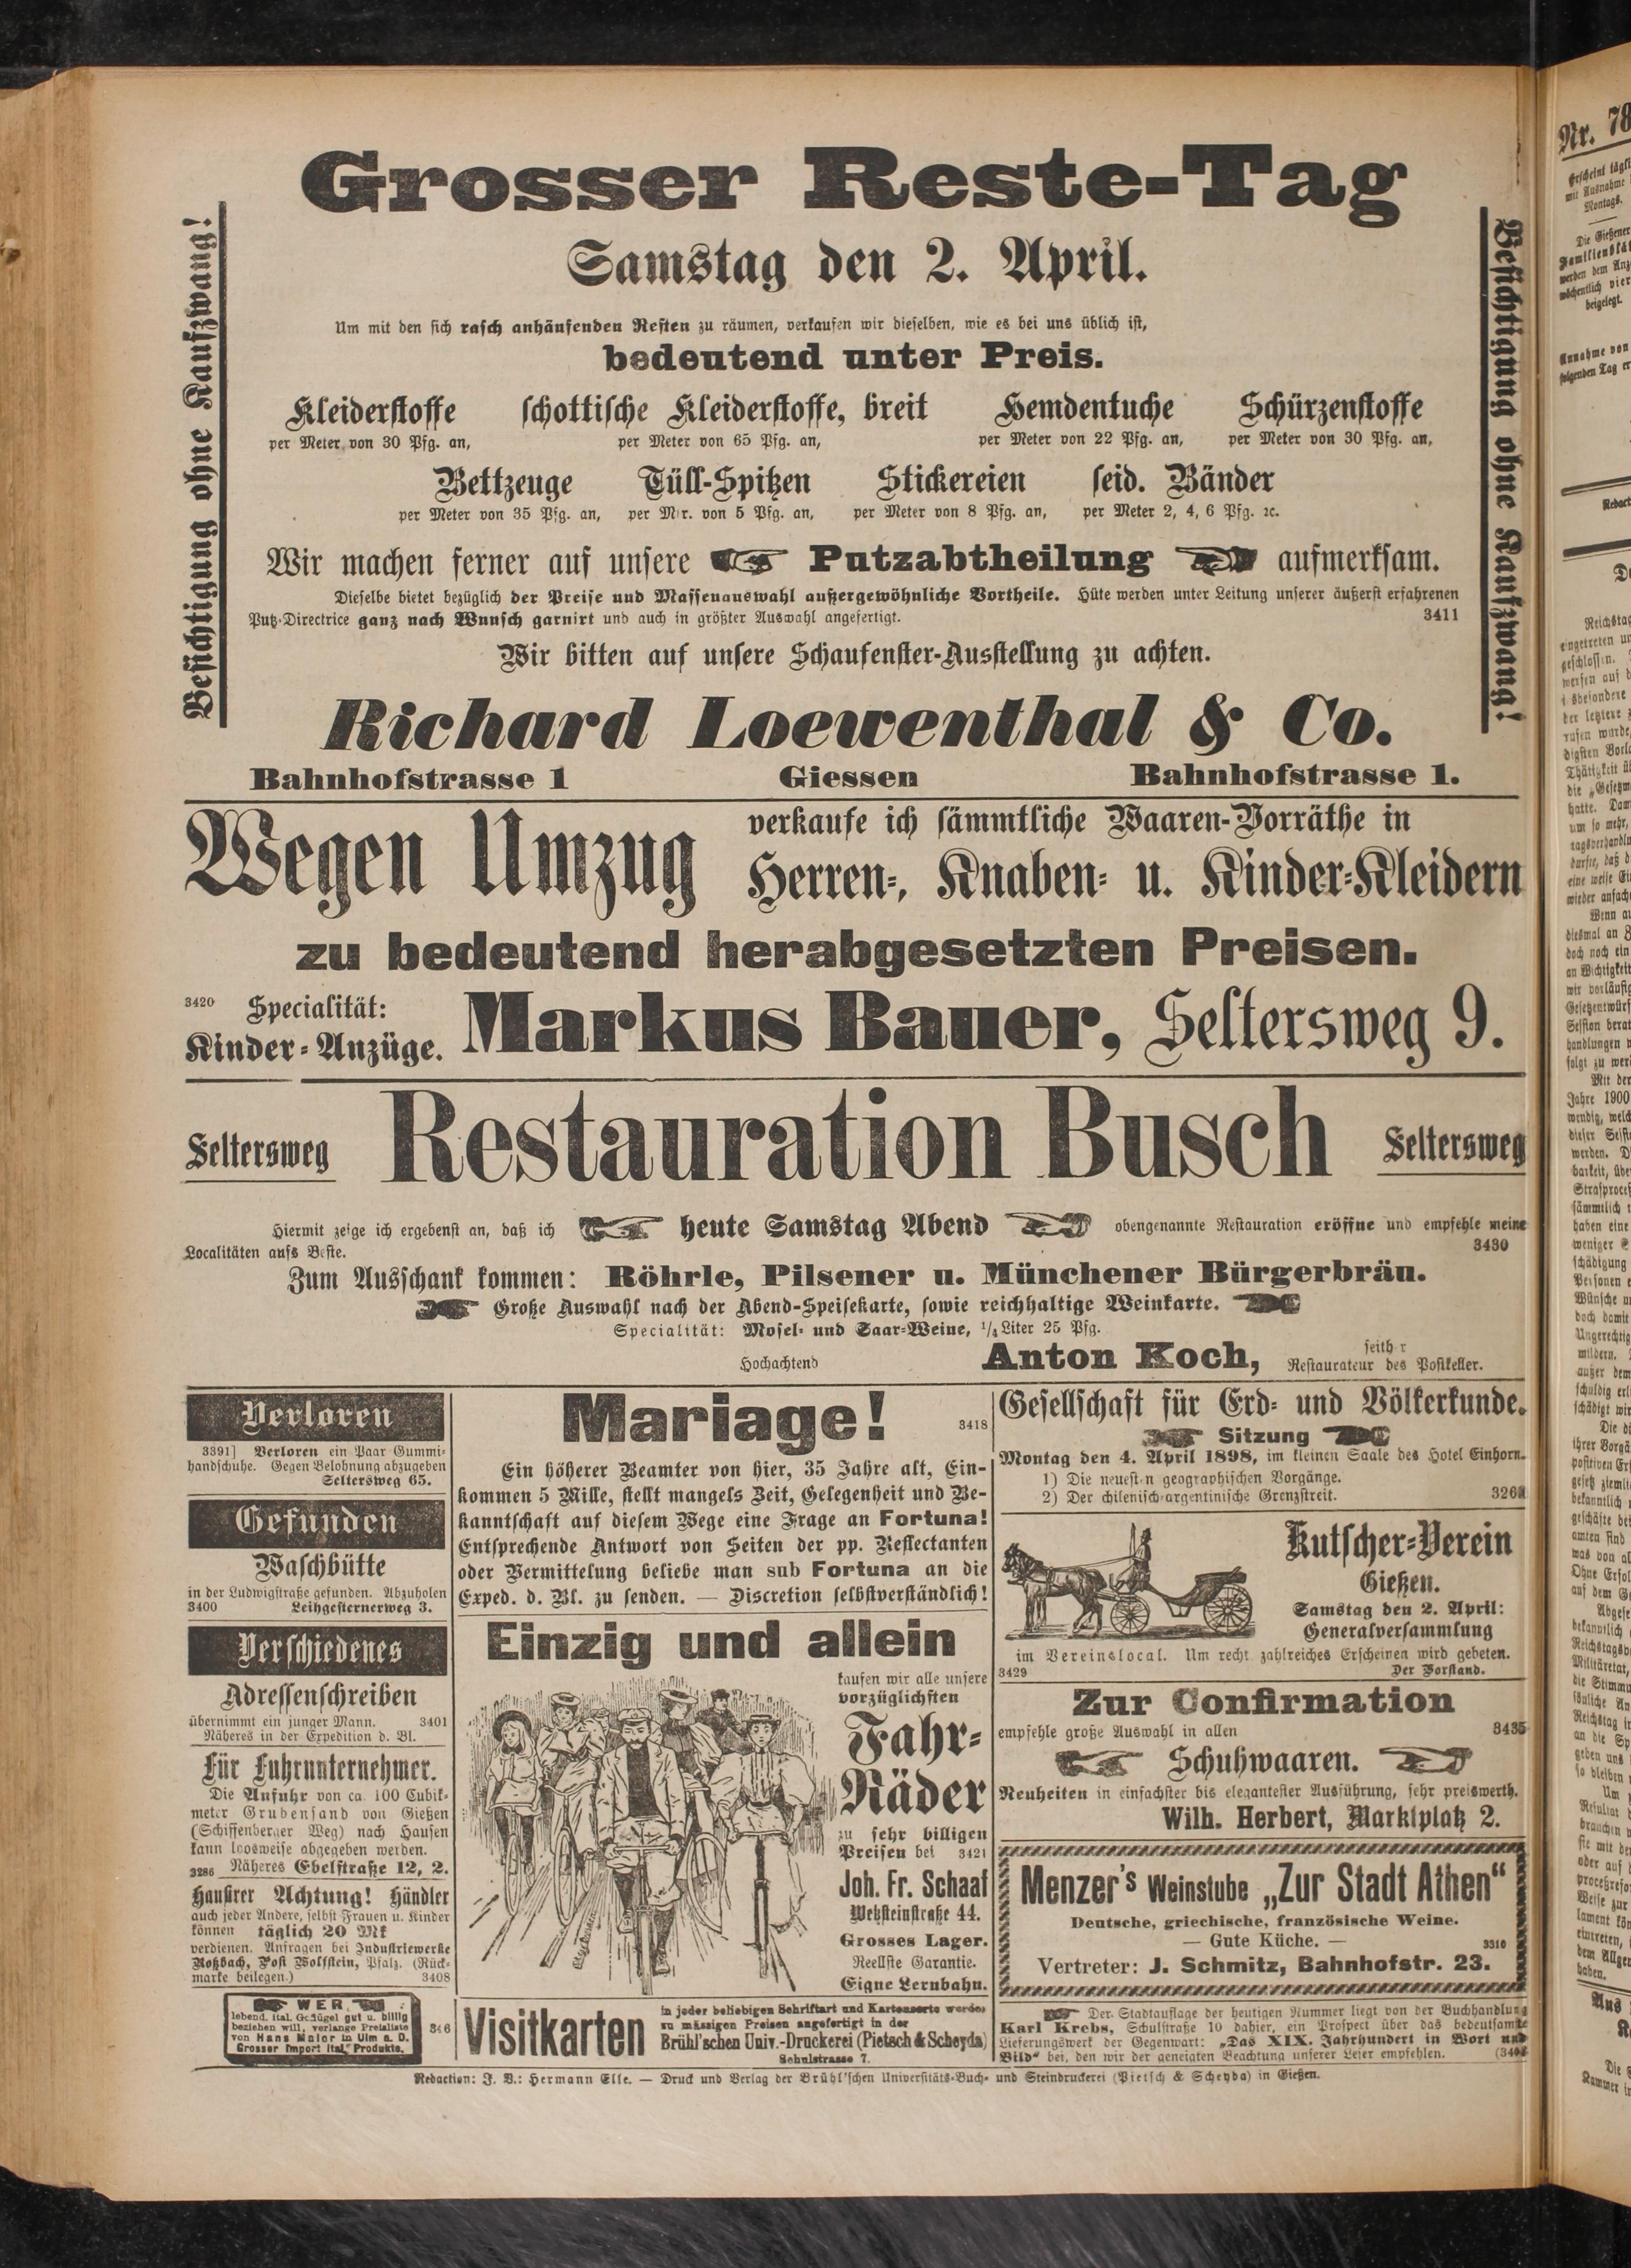 Grosser Reste-Tag
Samstag den 2. April.
Besichtigung ohne Kaufzwang!
Besichtigung ohne Kaufzwang!
Um mit den sich rasch anhäufenden Resten zu räumen, verkaufen wir dieselben, wie es bei uns üblich ist,
bedeutend unter Preis.
Kleiderstoffe schottische Kleiderstoffe, breit Hemdentuche Schürzenstoffe
per Meter von 30 Pfg. an, per Meter von 65 Pfg. an, per Meter von 22 Pfg. an, per Meter von 30 Pfg. an,
Bettzeuge Tüll-Spitzen Stickereien seid. Bänder
per Meter von 35 Pfg. an, per M r. von 5 Pfg. an, per Meter von 8 Pfg. an, per Meter 2, 4, 6 Pfg. ꝛc.
Wir machen ferner auf unsere Putzabtheilung aufmerksam.
Dieselbe bietet bezüglich der Preise und Massenauswahl außergewöhnliche Vortheile. Hüte werden unter Leitung unserer äußerst erfahrenen
Putz-Directrice ganz nach Wunsch garnirt und auch in größter Auswahl angefertigt. 3411
Wir bitten auf unsere Schaufenster-Ausstellung zu achten.
Richard Loewenthal & Co.
Bahnhofstrasse 1 Giessen Bahnhofstrasse 1.
Wegen Umzug verkaufe ich sämmtliche Waaren-Vorräthe in
Herren-, Knaben- u. Kinder-Kleidern
zu bedeutend herabgesetzten Preisen.
3420 Specialität:
Kinder-Anzüge. Markus Bauer, Seltersweg 9.
Seltersweg Restauration Busch Seltersweg
Hiermit zeige ich ergebenst an, daß ich heute Samstag Abend obengenannte Restauration eröffne und empfehle meine
Localitäten aufs Beste. 3430
Zum Ausschank kommen: Röhrle, Pilsener u. Münchener Bürgerbräu.
Große Auswahl nach der Abend-Speisekarte, sowie reichhaltige Weinkarte.
Specialität: Mosel- und Saar-Weine, 1/4 Liter 25 Pfg.
Hochachtend Anton Koch, seith r
Restaurateur des Postkeller.
Verloren
3391] Verloren ein Paar Gummi-
handschuhe. Gegen Belohnung abzugeben
Seltersweg 65.
Gefunden
Waschbütte
in der Ludwigstraße gefunden. Abzuholen
3400 Leihgesternerweg 3.
Verschiedenes
Adressenschreiben
übernimmt ein junger Mann. 3401
Näheres in der Expedition d. Bl.
Für Fuhrunternehmer.
Die Anfuhr von ca. 100 Cubik-
meter Grubensand von Gießen
(Schiffenberger Weg) nach Hausen
kann loosweise abgegeben werden.
3286 Näheres Ebelstraße 12, 2.
Hausirer Achtung! Händler
auch jeder Andere, selbst Frauen u. Kinder
können täglich 20 Mk
verdienen. Anfragen bei Industriewerke
Roßbach, Post Wolfstein, Pfalz. (Rück-
marke beilegen.) 3408
WER
lebend. ital. Geflügel gut u. billig
beziehen will, verlange Preisliste
von Hans Maier in Ulm a. D.
Grosser Import ital. Produkte.
Mariage! 3418
Ein höherer Beamter von hier, 35 Jahre alt, Ein-
kommen 5 Mille, stellt mangels Zeit, Gelegenheit und Be-
kanntschaft auf diesem Wege eine Frage an Fortuna!
Entsprechende Antwort von Seiten der pp. Reflectanten
oder Vermittelung beliebe man sub Fortuna an die
Exped. d. Bl. zu senden. — Discretion selbstverständlich!
Einzig und allein
kaufen wir alle unsere
vorzüglichsten
Fahr-
Räder
zu sehr billigen
Preisen bei 3421
Joh. Fr. Schaaf
Wetzsteinstraße 44.
Grosses Lager.
Reellste Garantie.
Eigne Lernbahn.
Visitkarten
in jeder beliebigen Schriftart und Kartensorte werden
zu mässigen Preisen angefertigt in der
Brühl'schen Univ.-Druckerei (Pietsch & Scheyda)
Schulstrasse 7.
Gesellschaft für Erd- und Völkerkunde.
Sitzung
Montag den 4. April 1898, im kleinen Saale des Hotel Einhorn.
1) Die neuest n geographischen Vorgänge.
2) Der chilenisch-argentinische Grenzstreit.
Kutscher-Verein
Gießen.
Samstag den 2. April:
Generalversammlung
im Vereinslocal. Um recht zahlreiches Erscheinen wird gebeten.
3429 Der Vorstand.
Zur Confirmation
empfehle große Auswahl in allen 3435
Schuhwaaren.
Neuheiten in einfachster bis elegantester Ausführung, sehr preiswerth.
Wilh. Herbert, Marktplatz 2.
Menzer's Weinstube „Zur Stadt Athen“
Deutsche, griechische, französische Weine.
— Gute Küche. — 3310
Vertreter: J. Schmitz, Bahnhofstr. 23.
Der Stadtauflage der heutigen Nummer liegt von der Buchhandlung
Karl Krebs, Schulstraße 10 dahier, ein Prospect über das bedeutsamste
Lieferungswerk der Gegenwart: „Das XIX. Jahrhundert in Wort und
Bild“ bei, den wir der geneigten Beachtung unserer Leser empfehlen.
Redaction: J. V.: Hermann Elle. — Druck und Verlag der Brühl'schen Universitäts-Buch- und Steindruckerei (Pietsch & Scheyda) in Gießen.
Nr. 78